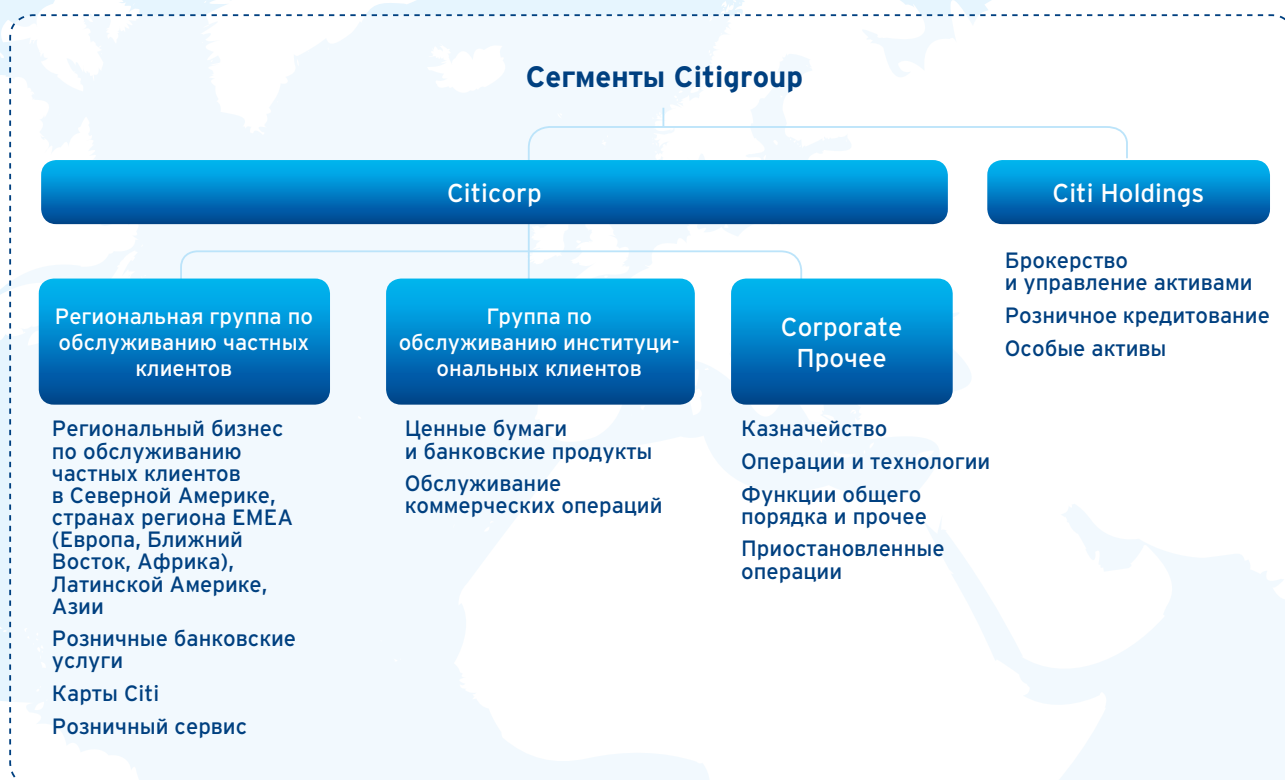 Сегменты Citigroup
Citicorp
Citi Holdings
Региональная группа по
обслуживанию частных
клиентов
Региональный бизнес
по обслуживанию
частных клиентов
в Северной Америке,
странах региона EMEA
(Европа, Ближний
Восток, Африка),
Латинской Америке,
Азии
Розничные банковские
услуги
Карты Citi
Розничный сервис
Группа по
обслуживанию институци-
ональных клиентов
Ценные бумаги
и банковские продукты
Обслуживание
коммерческих операций
Corporate
Прочее
Казначейство
Операции и технологии
Функции общего
порядка и прочее
Приостановленные
операции
Брокерство
и управление активами
Розничное кредитование
Особые активы